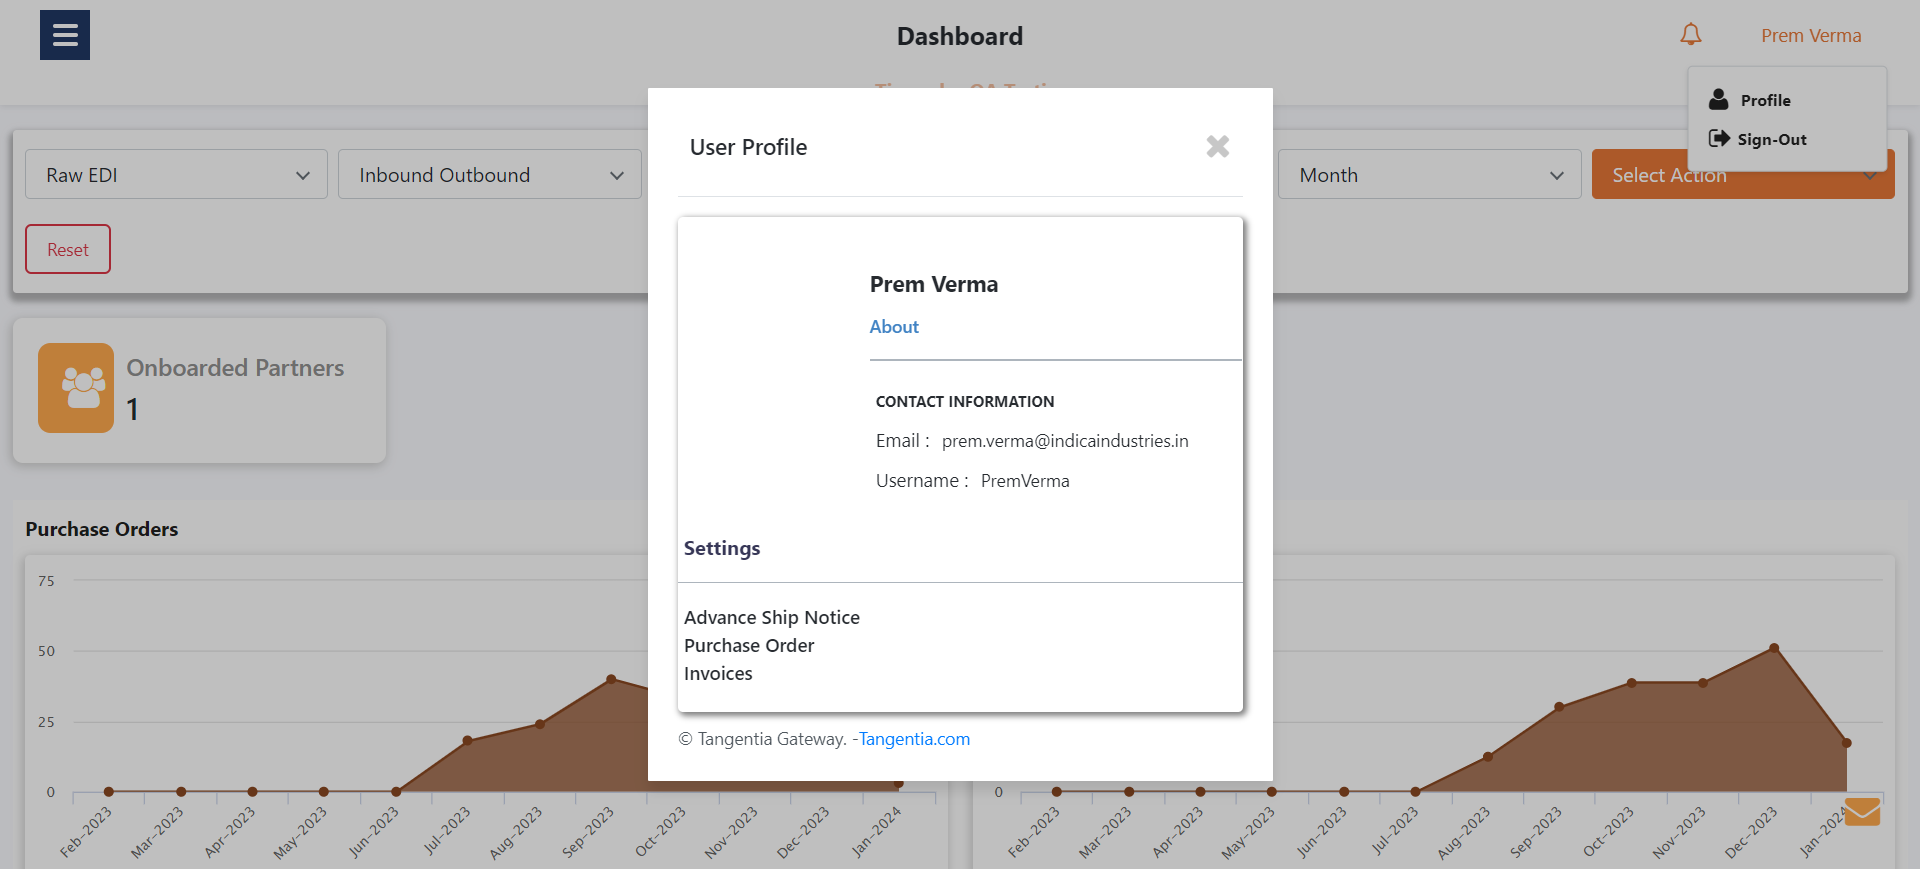 Dashboard
Prem Verma
Profile
Sign-Out
Raw EDI
Inbound Outbound
Month
Select Action
Reset
Onboarded Partners
1
User Profile
Prem Verma
About
CONTACT INFORMATION
Email : prem.verma@indicaindustries.in
Username : PremVerma
Settings
Advance Ship Notice
Purchase Order
Invoices
© Tangentia Gateway. -Tangentia.com
Purchase Orders
75
50
25
0
Feb-2023
Mar-2023
Apr-2023
May-2023
Jun-2023
Jul-2023
Aug-2023
Sep-2023
Oct-2023
Nov-2023
Dec-2023
Jan-2024
0
Feb-2023
Mar-2023
Apr-2023
May-2023
Jun-2023
Jul-2023
Aug-2023
Sep-2023
Oct-2023
Nov-2023
Dec-2023
Jan-2024